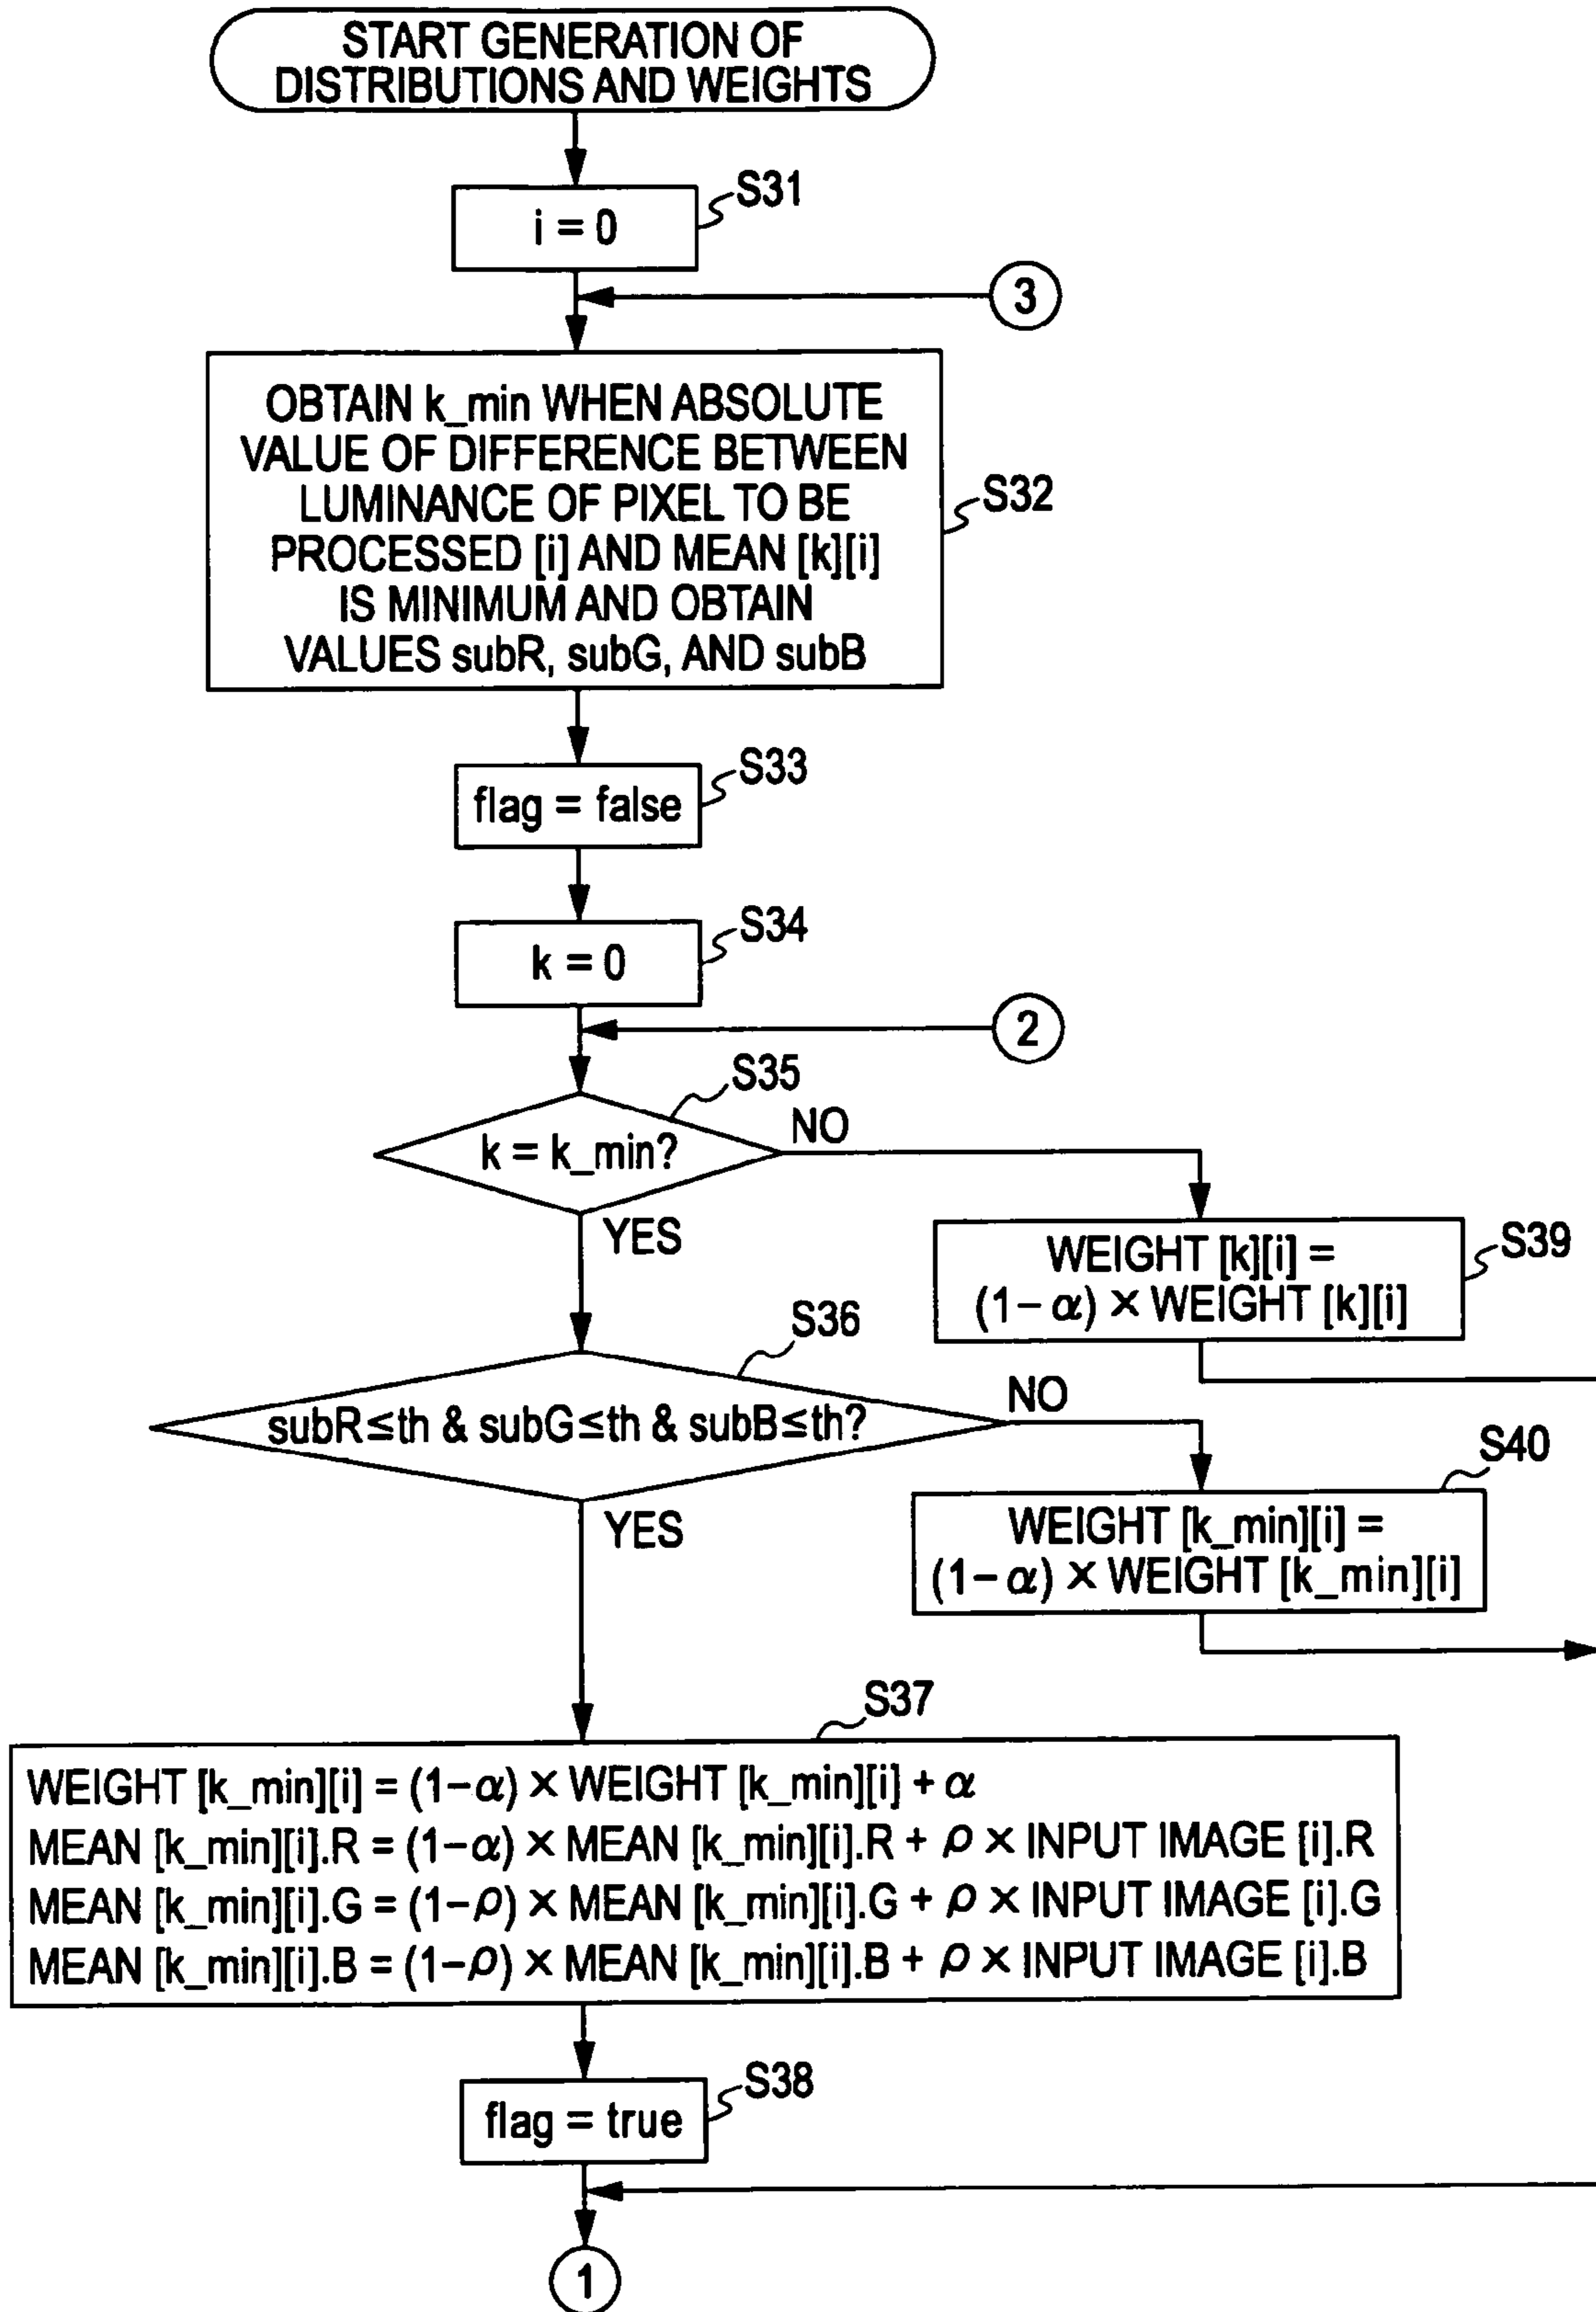 START GENERATION OF
DISTRIBUTIONS AND WEIGHTS
S31
i = 0
3
OBTAIN k_min WHEN ABSOLUTE
VALUE OF DIFFERENCE BETWEEN
LUMINANCE OF PIXEL TO BE
PROCESSED [i] AND MEAN [k][i]
IS MINIMUM AND OBTAIN
VALUES subR, subG, AND subB
S32
S33
flag = false
S34
k = 0
2
S35
k = k_min?
NO
YES
WEIGHT [k][i] =
(1-α) × WEIGHT [k][i]
S39
S36
subR≤th & subG≤th & subB≤th?
NO
YES
S40
WEIGHT [k_min][i] =
(1-α) × WEIGHT [k_min][i]
S37
WEIGHT [k_min][i] = (1-α) × WEIGHT [k_min][i] + α
MEAN [k_min][i].R = (1-α) × MEAN [k_min][i].R + ρ × INPUT IMAGE [i].R
MEAN [k_min][i].G = (1-ρ) × MEAN [k_min][i].G + ρ × INPUT IMAGE [i].G
MEAN [k_min][i].B = (1-ρ) × MEAN [k_min][i].B + ρ × INPUT IMAGE [i].B
S38
flag = true
1